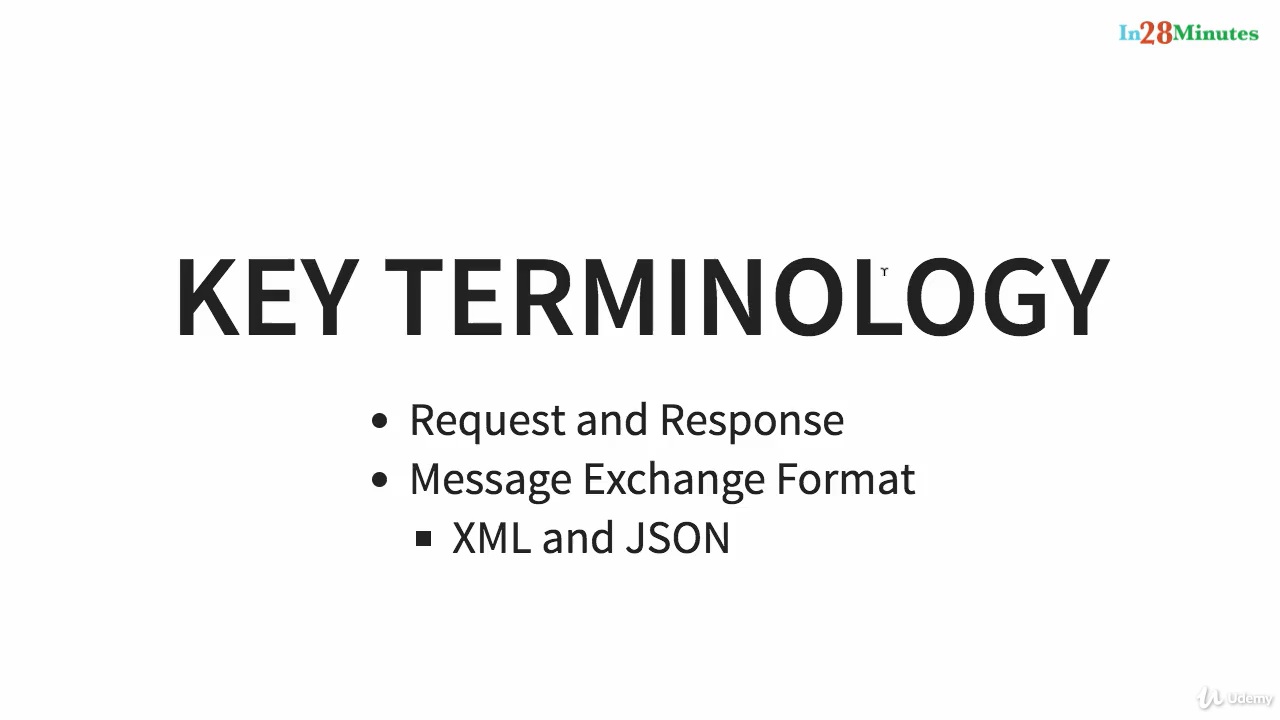 In28Minutes
KEY TERMINOLOGY
• Request and Response
• Message Exchange Format
▪ XML and JSON
Udemy